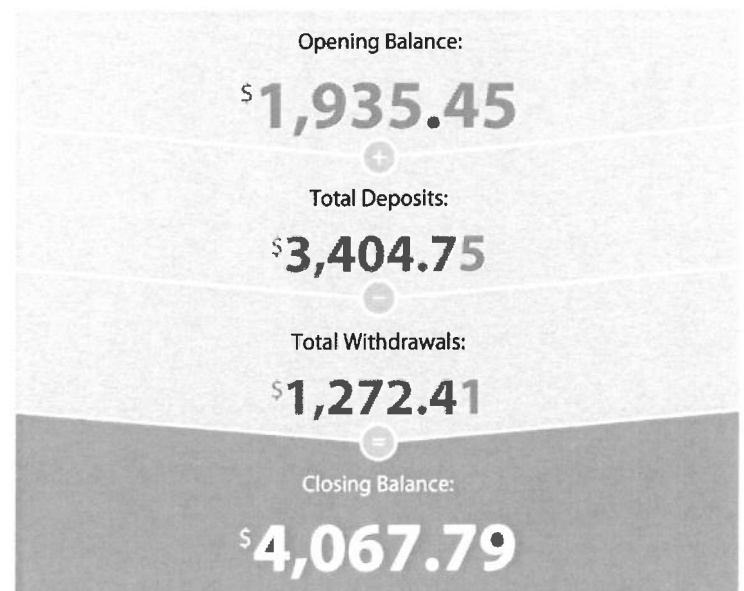 Opening Balance:
$1,935.45
+
Total Deposits:
$3,404.75
-
Total Withdrawals:
$1,272.41
=
Closing Balance:
$4,067.79